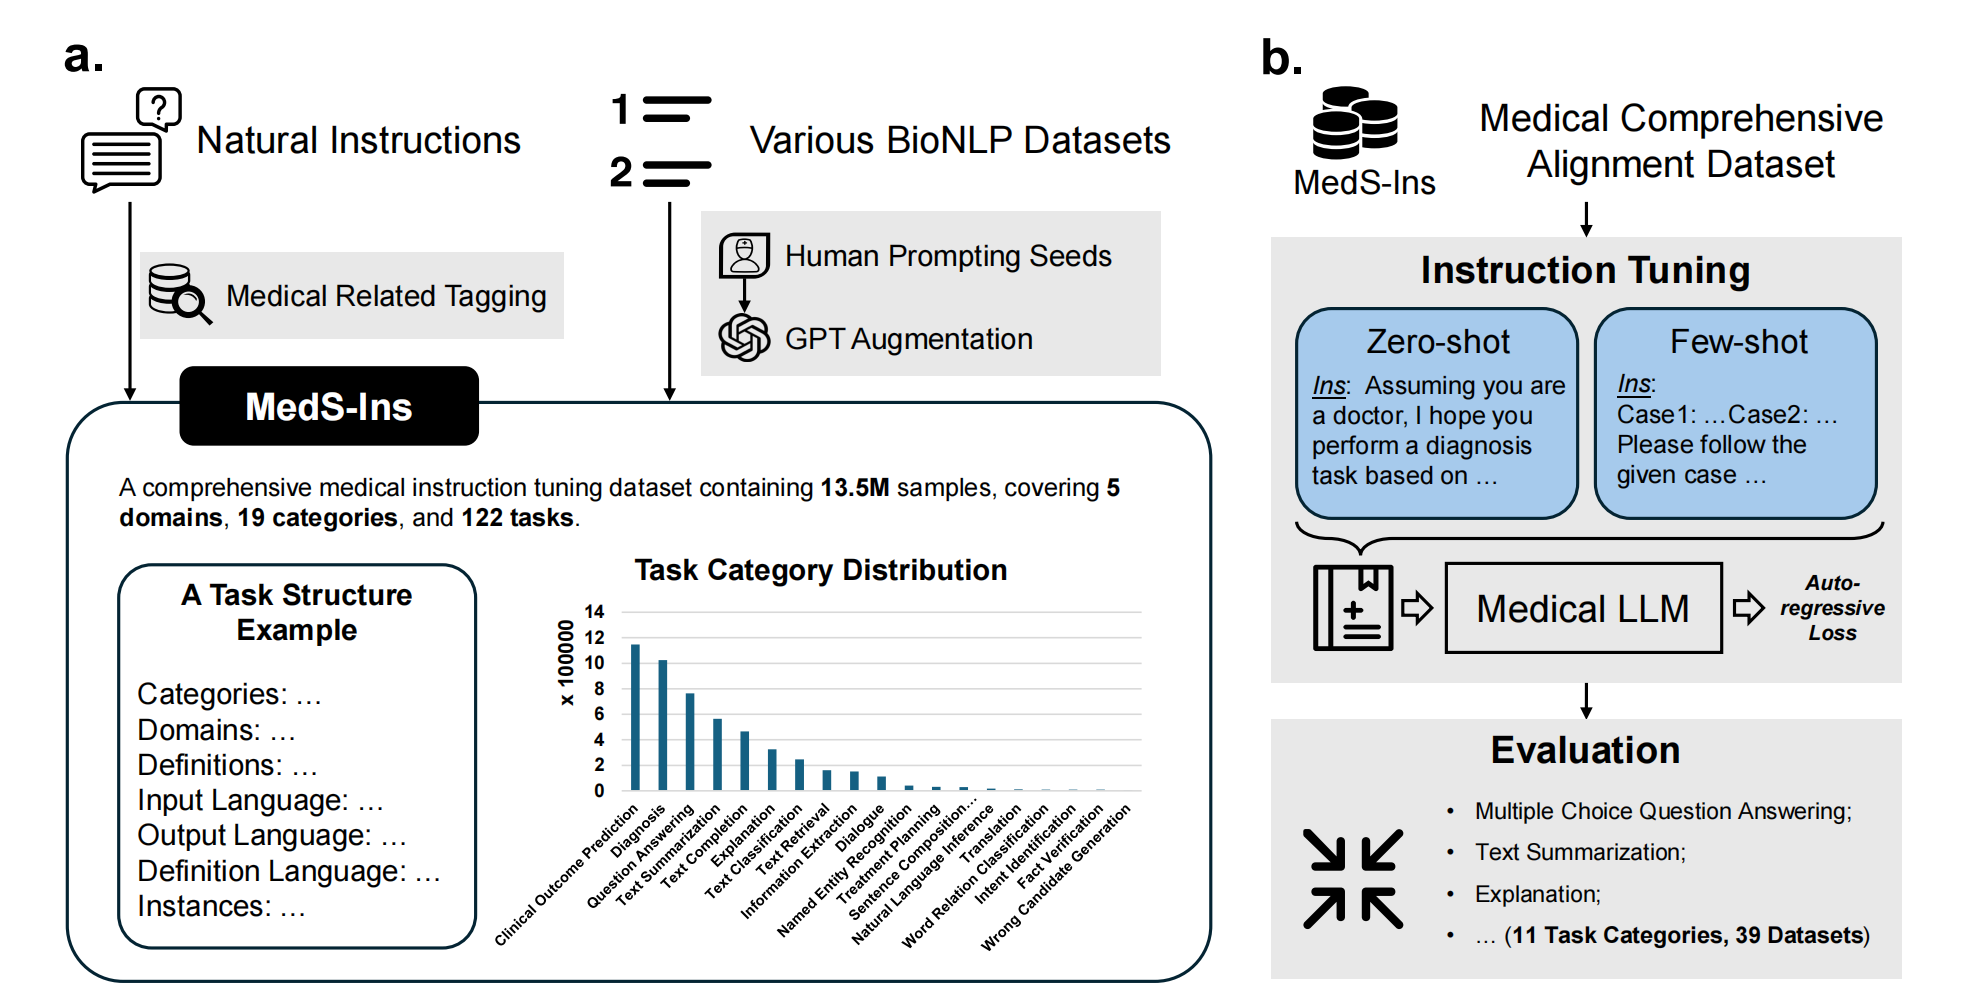 a.
Natural Instructions
1
2
Various BioNLP Datasets
Medical Related Tagging
Human Prompting Seeds
GPT Augmentation
MedS-Ins
A comprehensive medical instruction tuning dataset containing 13.5M samples, covering 5
domains, 19 categories, and 122 tasks.
A Task Structure
Example
Categories: …
Domains: …
Definitions: …
Input Language: …
Output Language: …
Definition Language: …
Instances: …
Task Category Distribution
x 100000
14
12
10
8
6
4
2
0
Clinical Outcome Prediction
Diagnosis
Question Answering
Text Summarization
Text Completion
Explanation
Text Classification
Text Retrieval
Information Extraction
Dialogue
Named Entity Recognition
Treatment Planning
Sentence Composition…
Natural Language Inference
Translation
Word Relation Classification
Intent Identification
Fact Verification
Wrong Candidate Generation
b.
MedS-Ins
Medical Comprehensive
Alignment Dataset
Instruction Tuning
Zero-shot
Ins: Assuming you are
a doctor, I hope you
perform a diagnosis
task based on …
Few-shot
Ins:
Case1: …Case2: …
Please follow the
given case …
Medical LLM
Auto-
regressive
Loss
Evaluation
• Multiple Choice Question Answering;
• Text Summarization;
• Explanation;
• … (11 Task Categories, 39 Datasets)